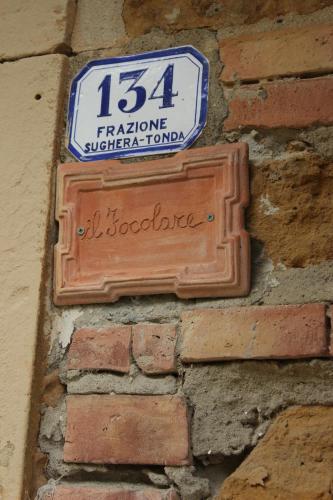 134
FRAZIONE
SUGHERA-TONDA
il Focolare